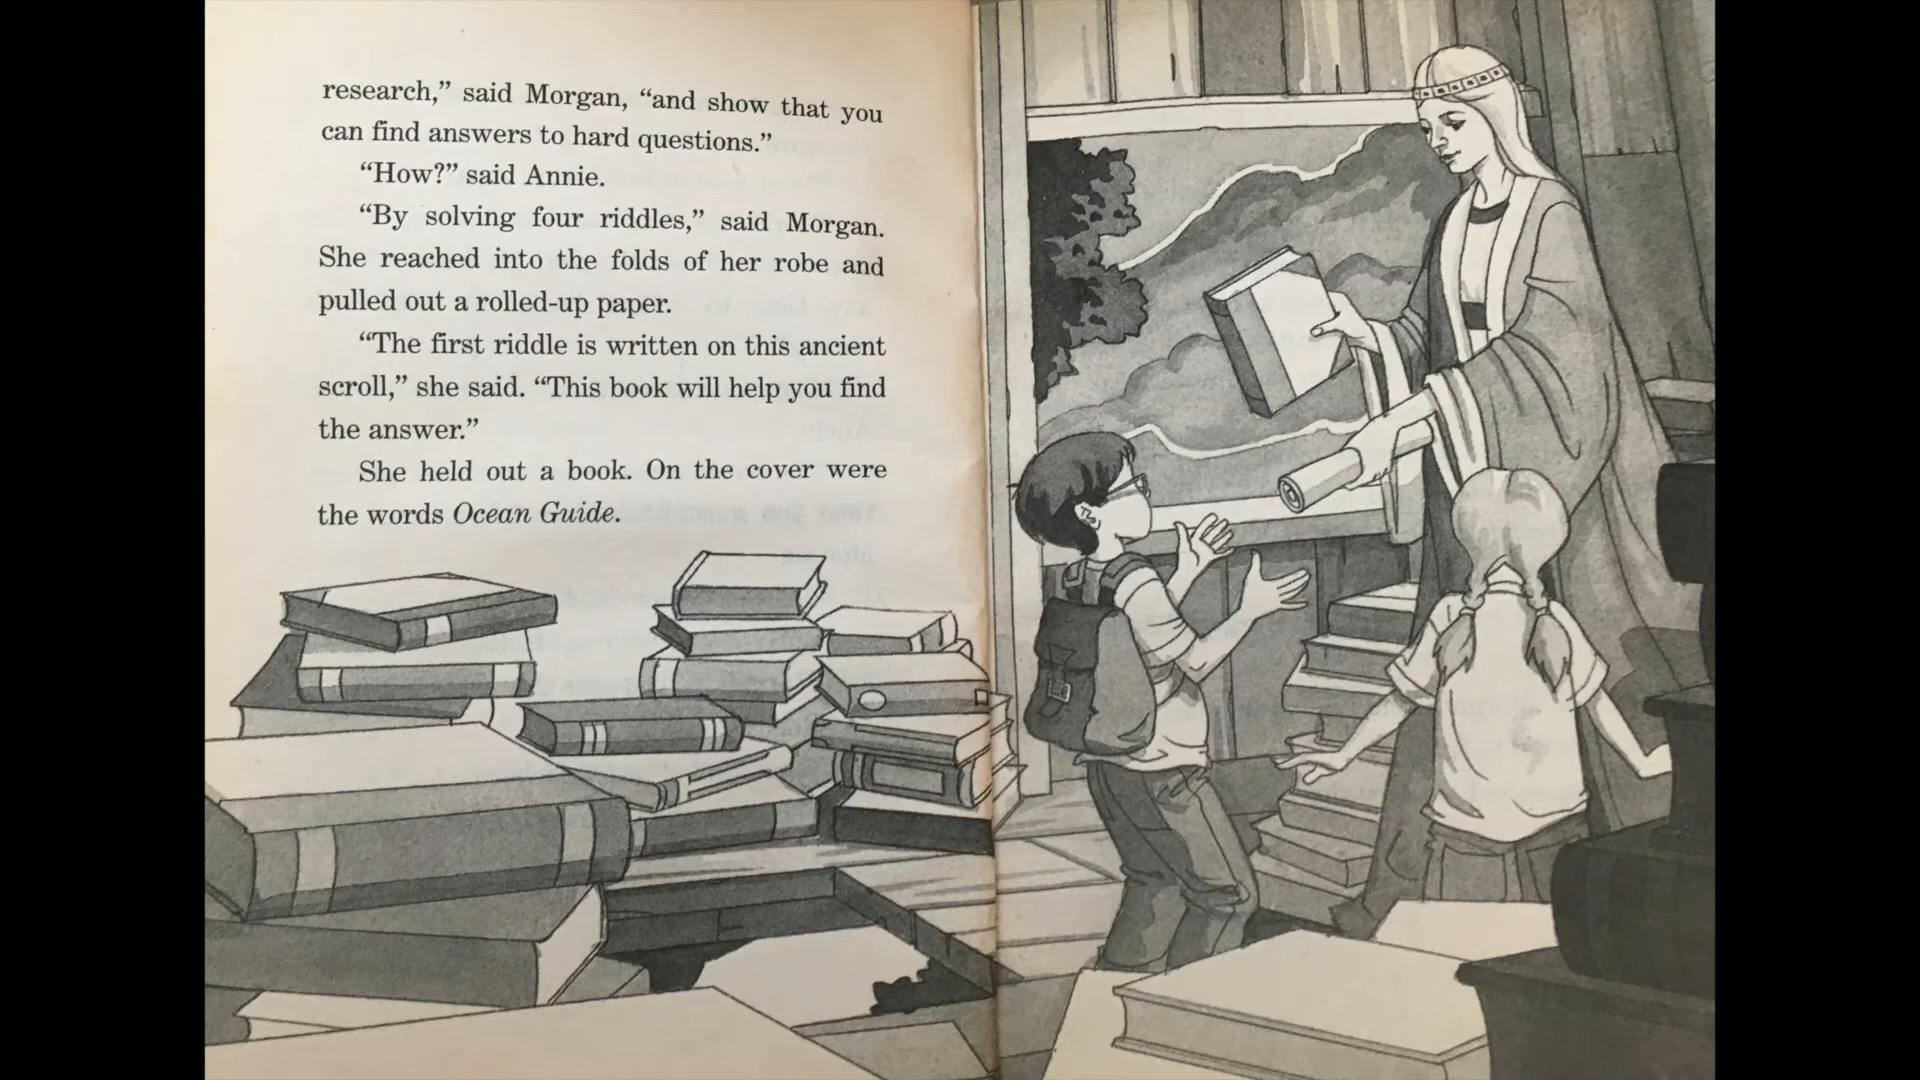 research,” said Morgan, “and show that you
can find answers to hard questions.”
“How?” said Annie.
“By solving four riddles,” said Morgan.
She reached into the folds of her robe and
pulled out a rolled-up paper.
“The first riddle is written on this ancient
scroll,” she said. “This book will help you find
the answer.”
She held out a book. On the cover were
the words Ocean Guide.